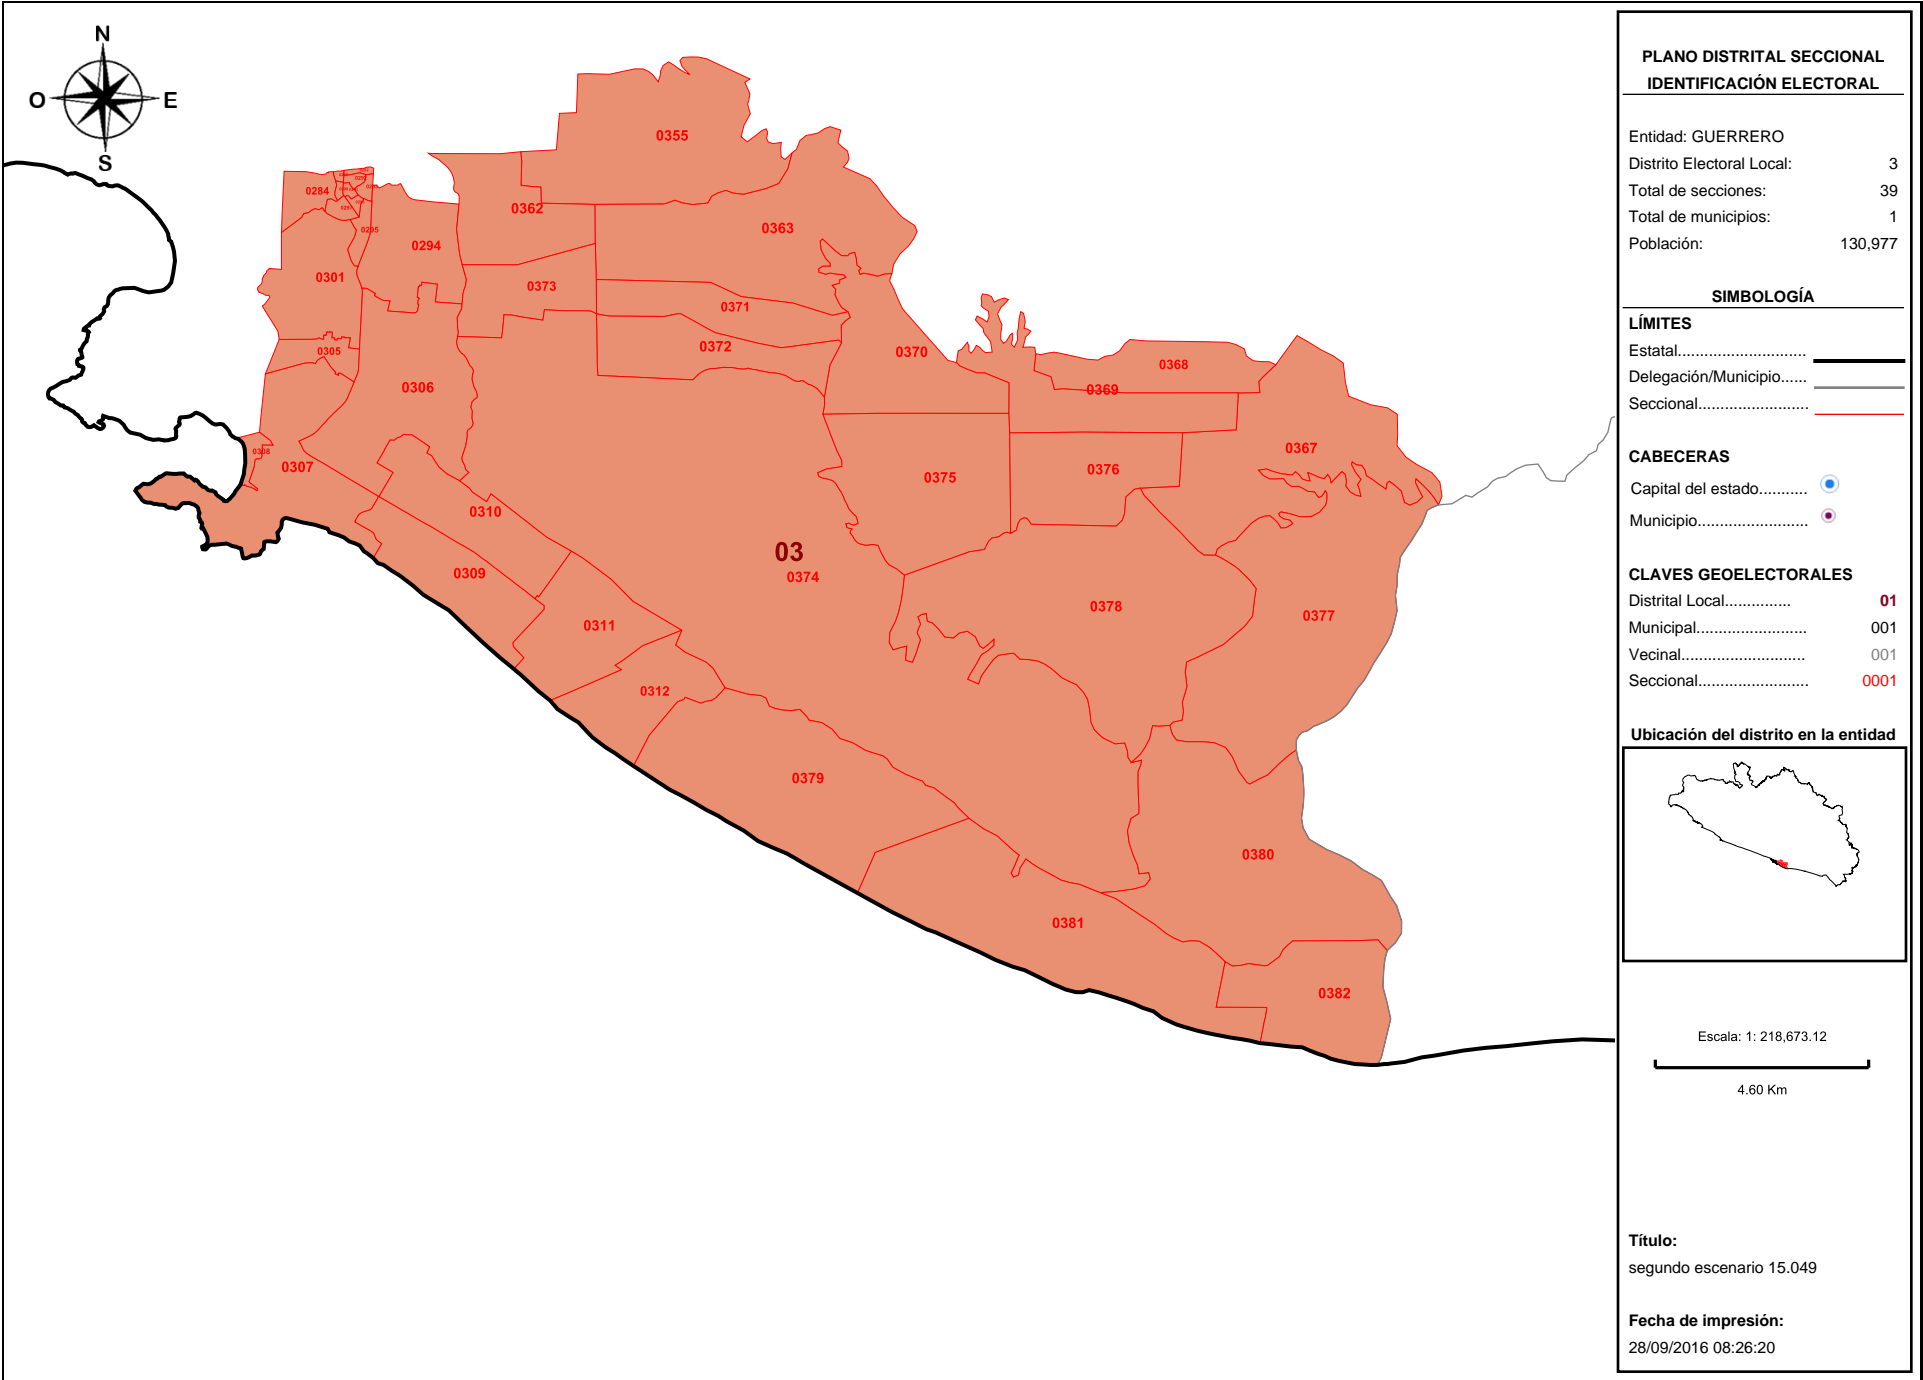 N
O E
S
0355
0284
0362
0295
0363
0294
0301
0373
0371
0305
0372
0370
0368
0306
0369
0308
0307
0367
0376
0375
0310
03
0309
0374
0378
0311
0377
0312
0379
0380
0381
0382
PLANO DISTRITAL SECCIONAL
IDENTIFICACIÓN ELECTORAL
Entidad: GUERRERO
Distrito Electoral Local: 3
Total de secciones: 39
Total de municipios: 1
Población: 130,977
SIMBOLOGÍA
LÍMITES
Estatal.............................
Delegación/Municipio......
Seccional.........................
CABECERAS
Capital del estado...........
Municipio.........................
CLAVES GEOELECTORALES
Distrital Local............... 01
Municipal........................ 001
Vecinal........................... 001
Seccional........................ 0001
Ubicación del distrito en la entidad
Escala: 1: 218,673.12
4.60 Km
Título:
segundo escenario 15.049
Fecha de impresión:
28/09/2016 08:26:20